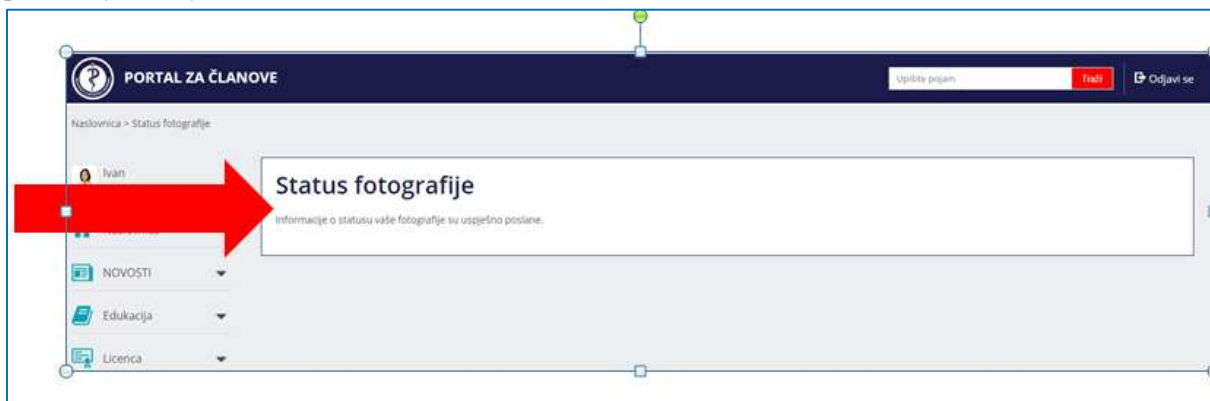 PORTAL ZA ČLANOVE
Upišite pojam
Traži
Odjavi se
Naslovnica > Status fotografije
Ivan
Status fotografije
Informacije o statusu vaše fotografije su uspješno poslane.
NOVOSTI
Edukacija
Licenca